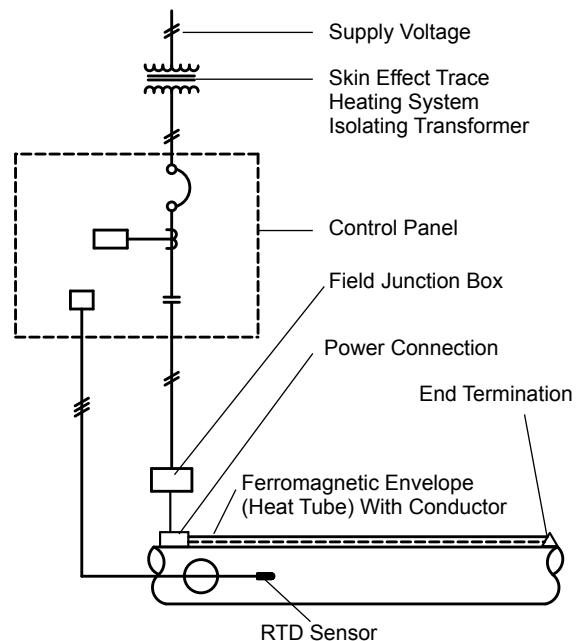 Supply Voltage
Skin Effect Trace
Heating System
Isolating Transformer
Control Panel
Field Junction Box
Power Connection
End Termination
Ferromagnetic Envelope
(Heat Tube) With Conductor
RTD Sensor